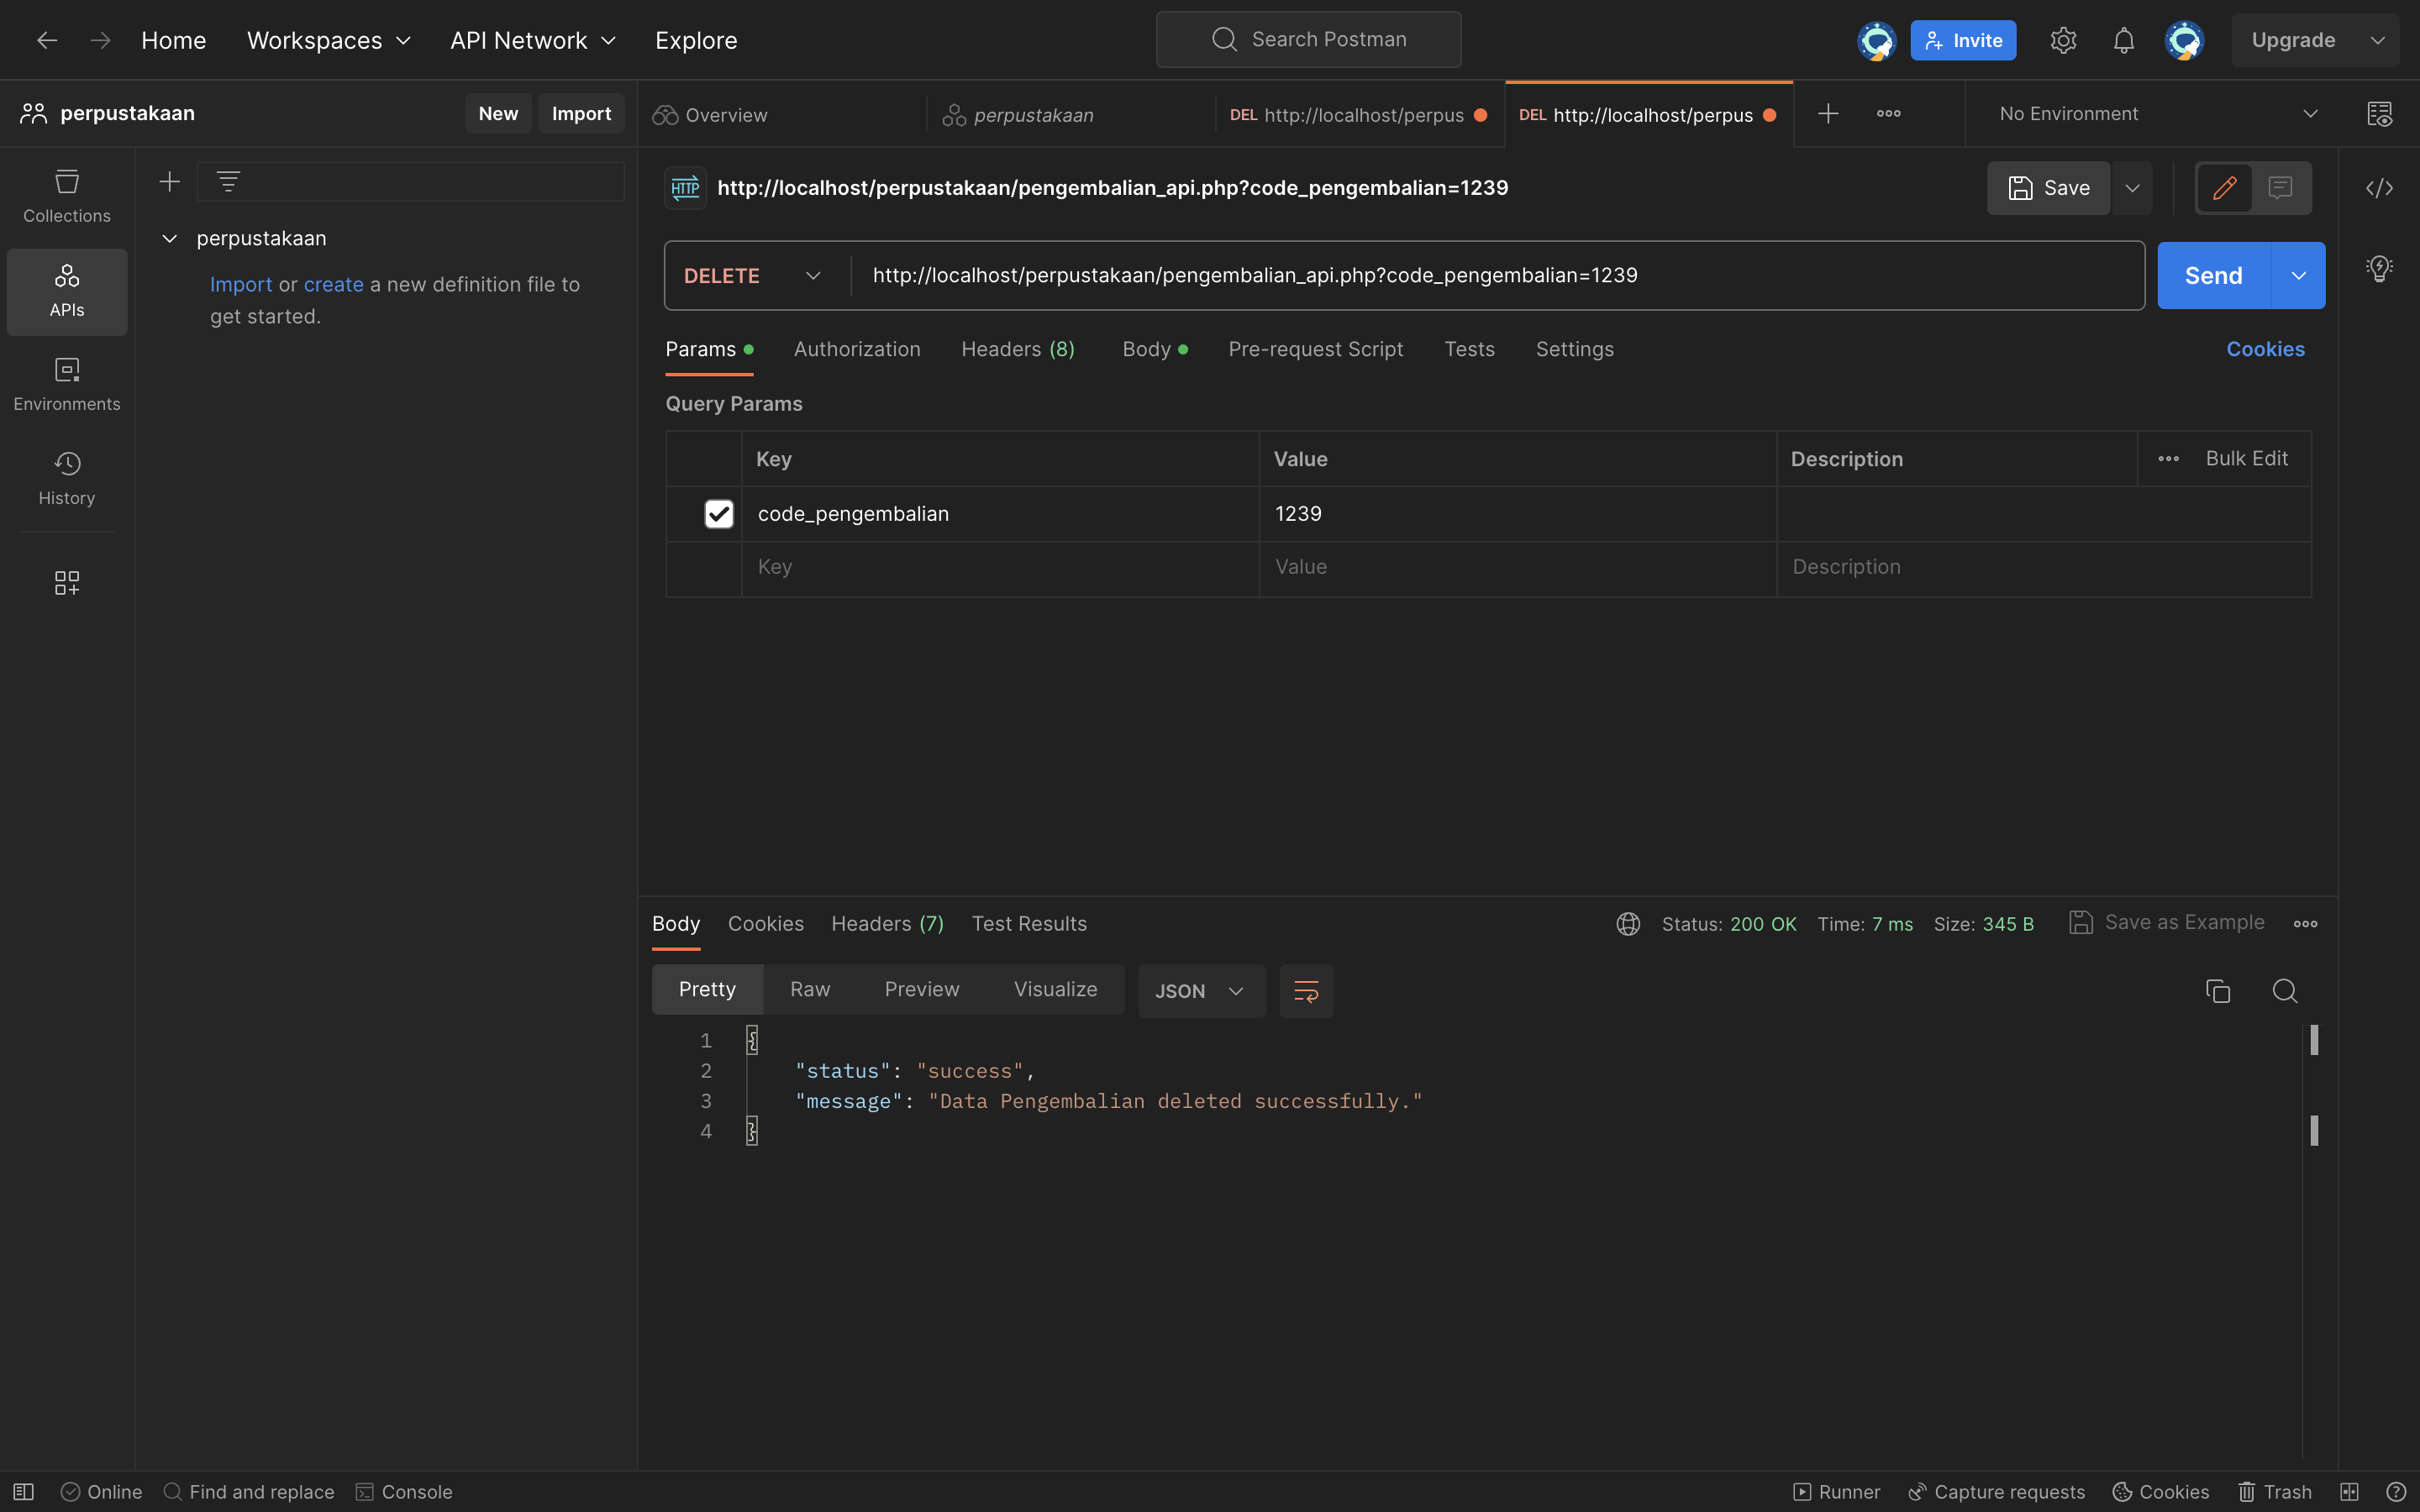 Home Workspaces API Network Explore Search Postman Invite Upgrade
perpustakaan New Import Overview perpustakaan DEL http://localhost/perpus DEL http://localhost/perpus No Environment
Collections
APIs
Environments
History
perpustakaan
Import or create a new definition file to
get started.
HTTP http://localhost/perpustakaan/pengembalian_api.php?code_pengembalian=1239 Save
DELETE http://localhost/perpustakaan/pengembalian_api.php?code_pengembalian=1239 Send
Params Authorization Headers (8) Body Pre-request Script Tests Settings Cookies
Query Params
Key Value Description Bulk Edit
code_pengembalian 1239
Key Value Description
Body Cookies Headers (7) Test Results Status: 200 OK Time: 7 ms Size: 345 B Save as Example
Pretty Raw Preview Visualize JSON
1 {
2 "status": "success",
3 "message": "Data Pengembalian deleted successfully."
4 }
Online Find and replace Console Runner Capture requests Cookies Trash